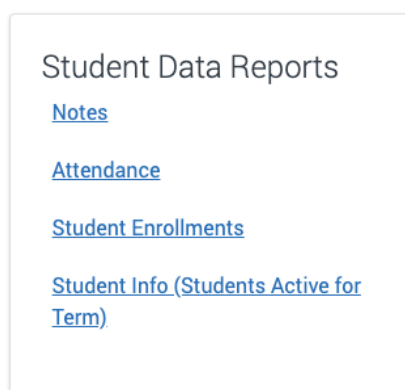 Student Data Reports
Notes
Attendance
Student Enrollments
Student Info (Students Active for
Term)